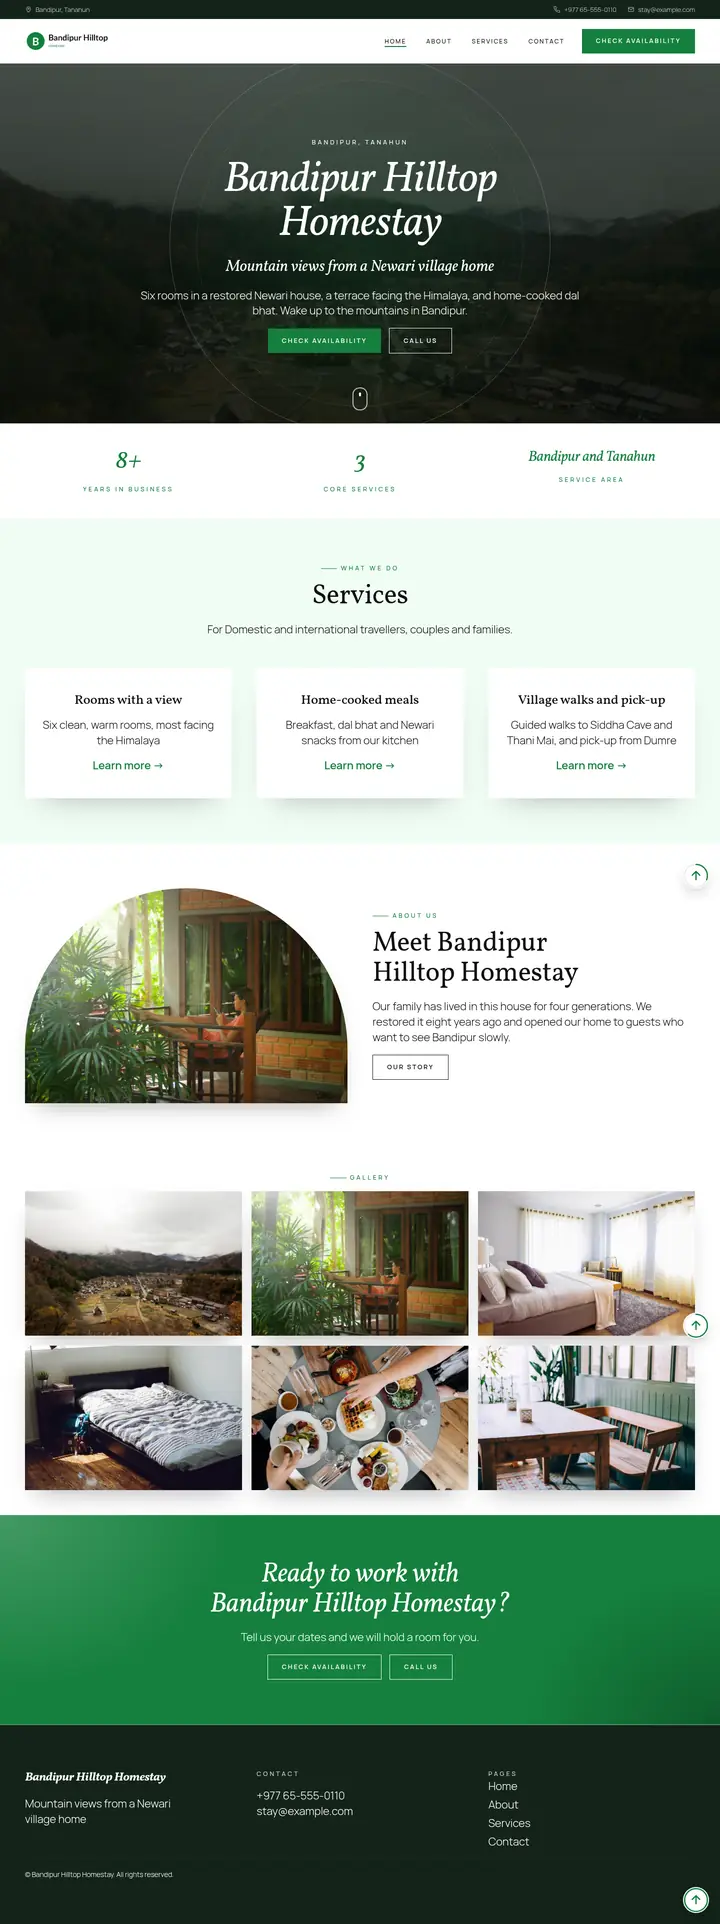 Bandipur, Tanahun
+977 65-555-0110
stay@example.com
B
Bandipur Hilltop
HOME
ABOUT
SERVICES
CONTACT
CHECK AVAILABILITY
BANDIPUR, TANAHUN
Bandipur Hilltop
Homestay
Mountain views from a Newari village home
Six rooms in a restored Newari house, a terrace facing the Himalaya, and home-cooked dal
bhat. Wake up to the mountains in Bandipur.
CHECK AVAILABILITY
CALL US
8+
YEARS IN BUSINESS
3
CORE SERVICES
Bandipur and Tanahun
SERVICE AREA
WHAT WE DO
Services
For Domestic and international travellers, couples and families.
Rooms with a view
Six clean, warm rooms, most facing
the Himalaya
Learn more →
Home-cooked meals
Breakfast, dal bhat and Newari
snacks from our kitchen
Learn more →
Village walks and pick-up
Guided walks to Siddha Cave and
Thani Mai, and pick-up from Dumre
Learn more →
ABOUT US
Meet Bandipur
Hilltop Homestay
Our family has lived in this house for four generations. We
restored it eight years ago and opened our home to guests who
want to see Bandipur slowly.
OUR STORY
GALLERY
Ready to work with
Bandipur Hilltop Homestay?
Tell us your dates and we will hold a room for you.
CHECK AVAILABILITY
CALL US
Bandipur Hilltop Homestay
Mountain views from a Newari
village home
CONTACT
+977 65-555-0110
stay@example.com
PAGES
Home
About
Services
Contact
© Bandipur Hilltop Homestay. All rights reserved.